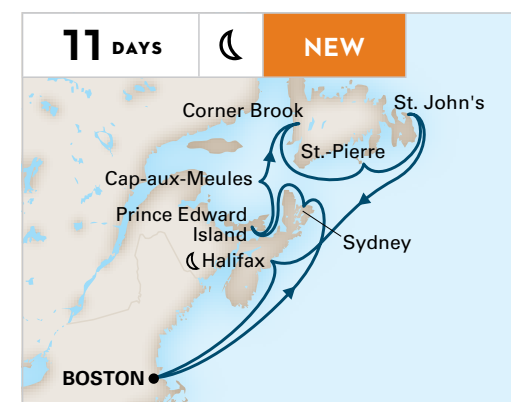 11 DAYS
NEW
Corner Brook
St. John's
St.-Pierre
Cap-aux-Meules
Prince Edward
Island
Sydney
Halifax
BOSTON